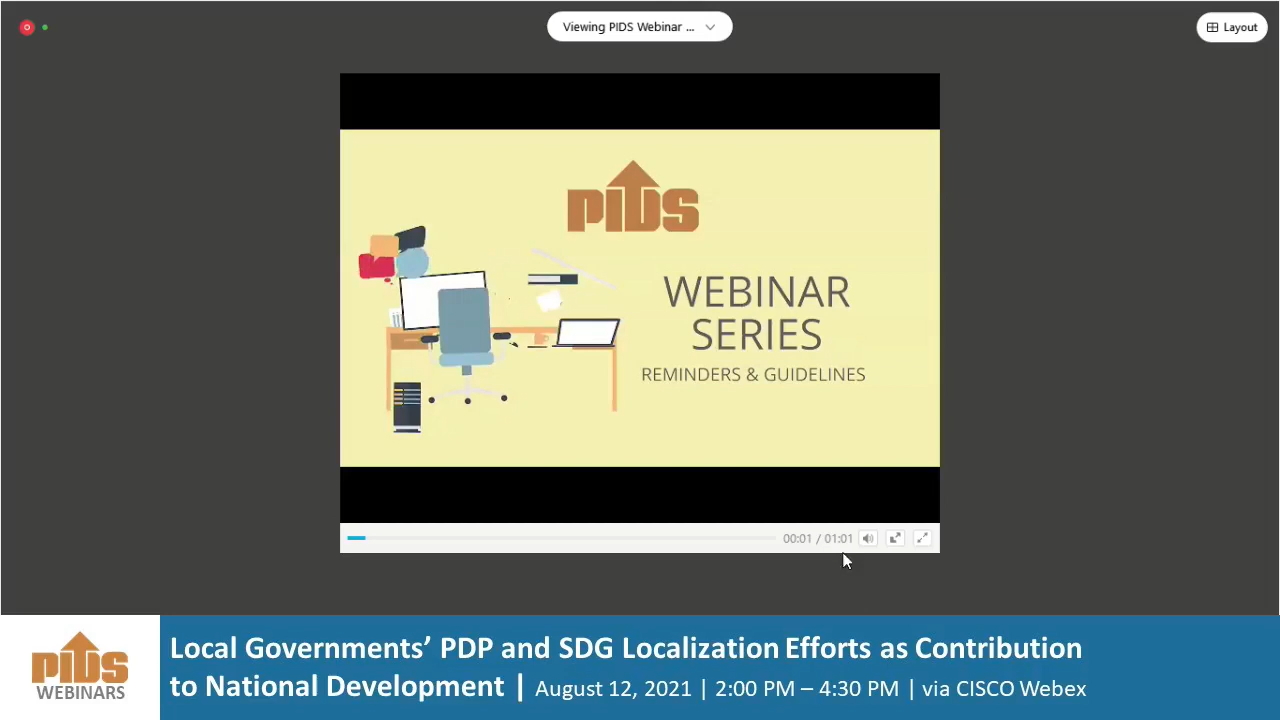 Viewing PIDS Webinar ...
Layout
PIDS
WEBINAR
SERIES
REMINDERS & GUIDELINES
00:01 / 01:01
PIDS
WEBINARS
Local Governments’ PDP and SDG Localization Efforts as Contribution
to National Development | August 12, 2021 | 2:00 PM – 4:30 PM | via CISCO Webex